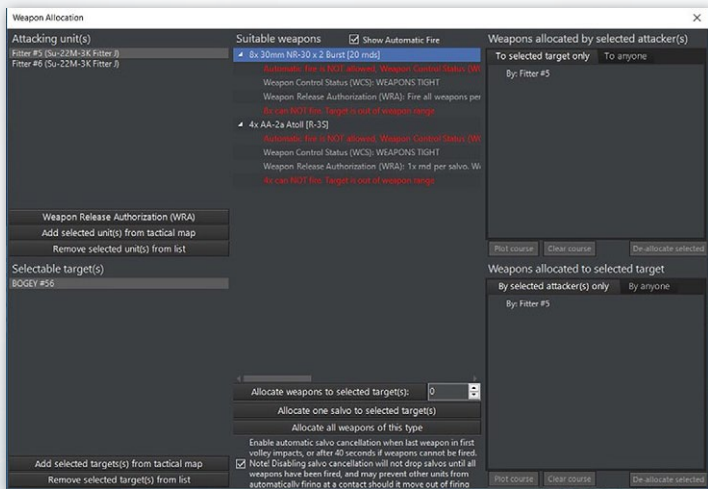 Weapon Allocation
Attacking unit(s)
Fitter #5 (Su-22M-3K Fitter J)
Fitter #6 (Su-22M-3K Fitter J)
Weapon Release Authorization (WRA)
Add selected unit(s) from tactical map
Remove selected unit(s) from list
Selectable target(s)
BOGEY #56
Add selected targets(s) from tactical map
Remove selected target(s) from list
Suitable weapons
Show Automatic Fire
8x 30mm NR-30 x 2 Burst [20 rnds]
Automatic fire is NOT allowed, Weapon Control Status (W
Weapon Control Status (WCS): WEAPONS TIGHT
Weapon Release Authorization (WRA): Fire all weapons per
8x can NOT fire. Target is out of weapon range
4x AA-2a Atoll [R-3S]
Automatic fire is NOT allowed, Weapon Control Status (W
Weapon Control Status (WCS): WEAPONS TIGHT
Weapon Release Authorization (WRA): 1x rnd per salvo. W
4x can NOT fire. Target is out of weapon range
Allocate weapons to selected target(s): 0
Allocate one salvo to selected target(s)
Allocate all weapons of this type
Enable automatic salvo cancellation when last weapon in first
volley impacts, or after 40 seconds if weapons cannot be fired.
Note! Disabling salvo cancellation will not drop salvos until all
weapons have been fired, and may prevent other units from
automatically firing at a contact should it move out of firing
Weapons allocated by selected attacker(s)
To selected target only To anyone
By: Fitter #5
Plot course Clear course De-allocate selected
Weapons allocated to selected target
By selected attacker(s) only By anyone
By: Fitter #5
Plot course Clear course De-allocate selected